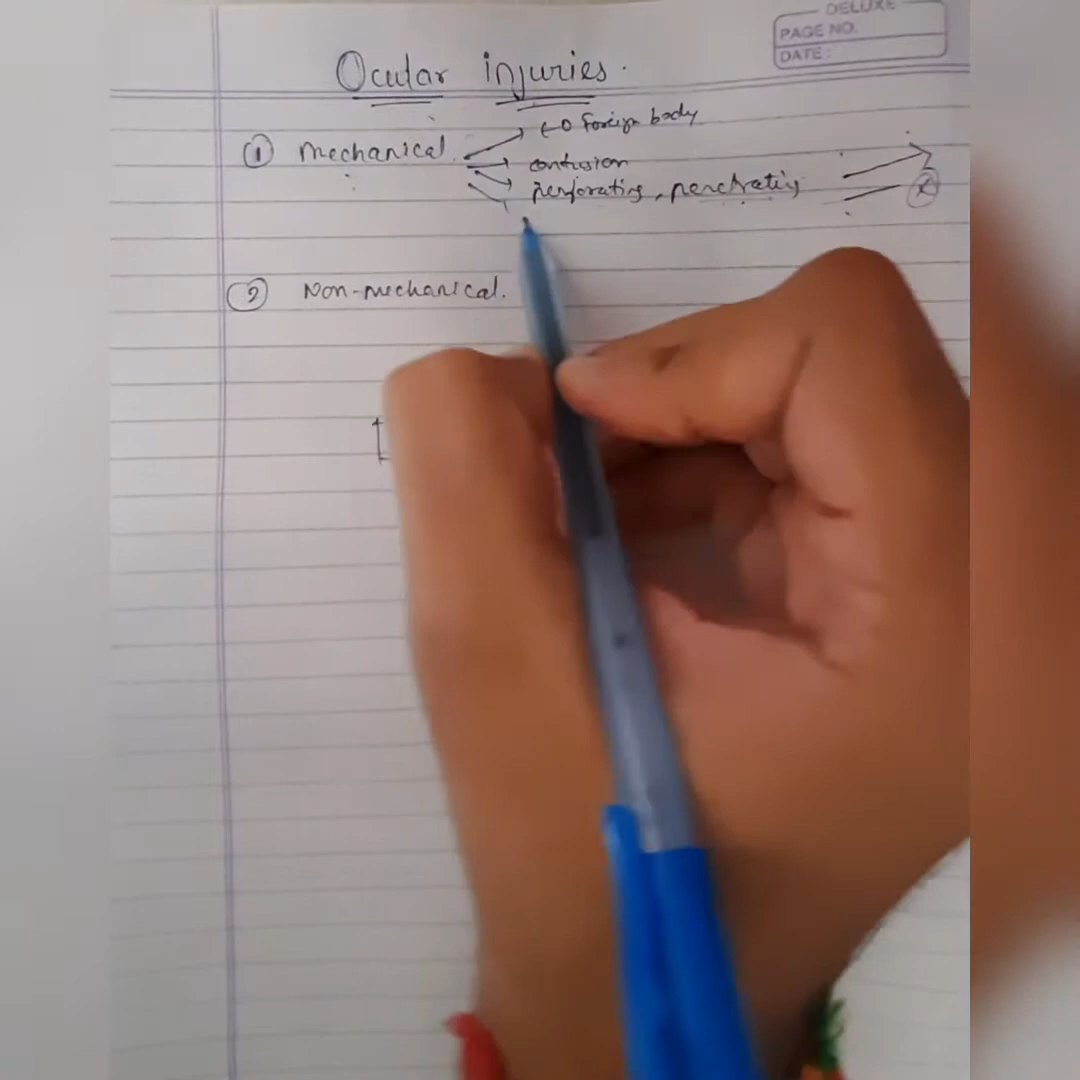 DELUXE
PAGE NO.
DATE:
Ocular injuries.
① mechanical
E-O foreign body
contusion
perforating, penetrating
② Non-mechanical.